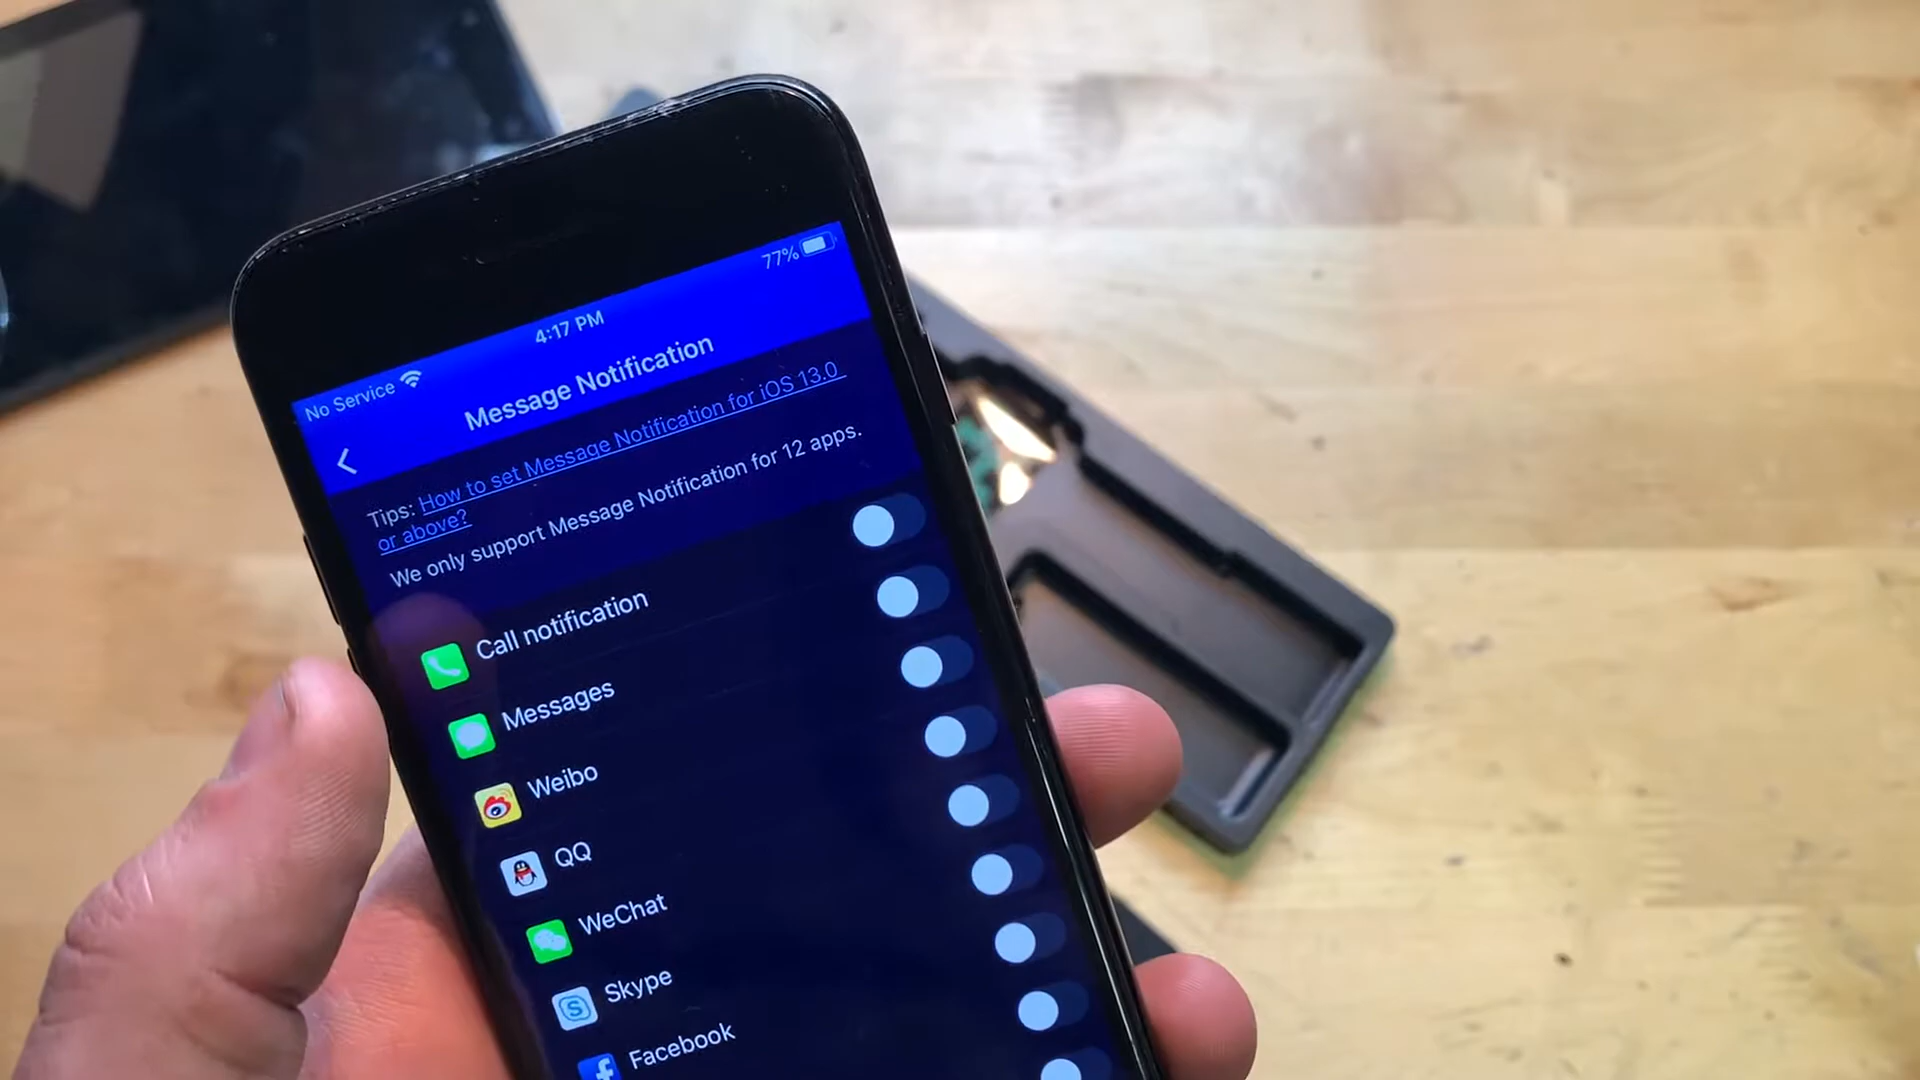 No Service 4:17 PM 77%
Message Notification
Tips: How to set Message Notification for iOS 13.0
or above?
We only support Message Notification for 12 apps.
Call notification
Messages
Weibo
QQ
WeChat
S Skype
f Facebook